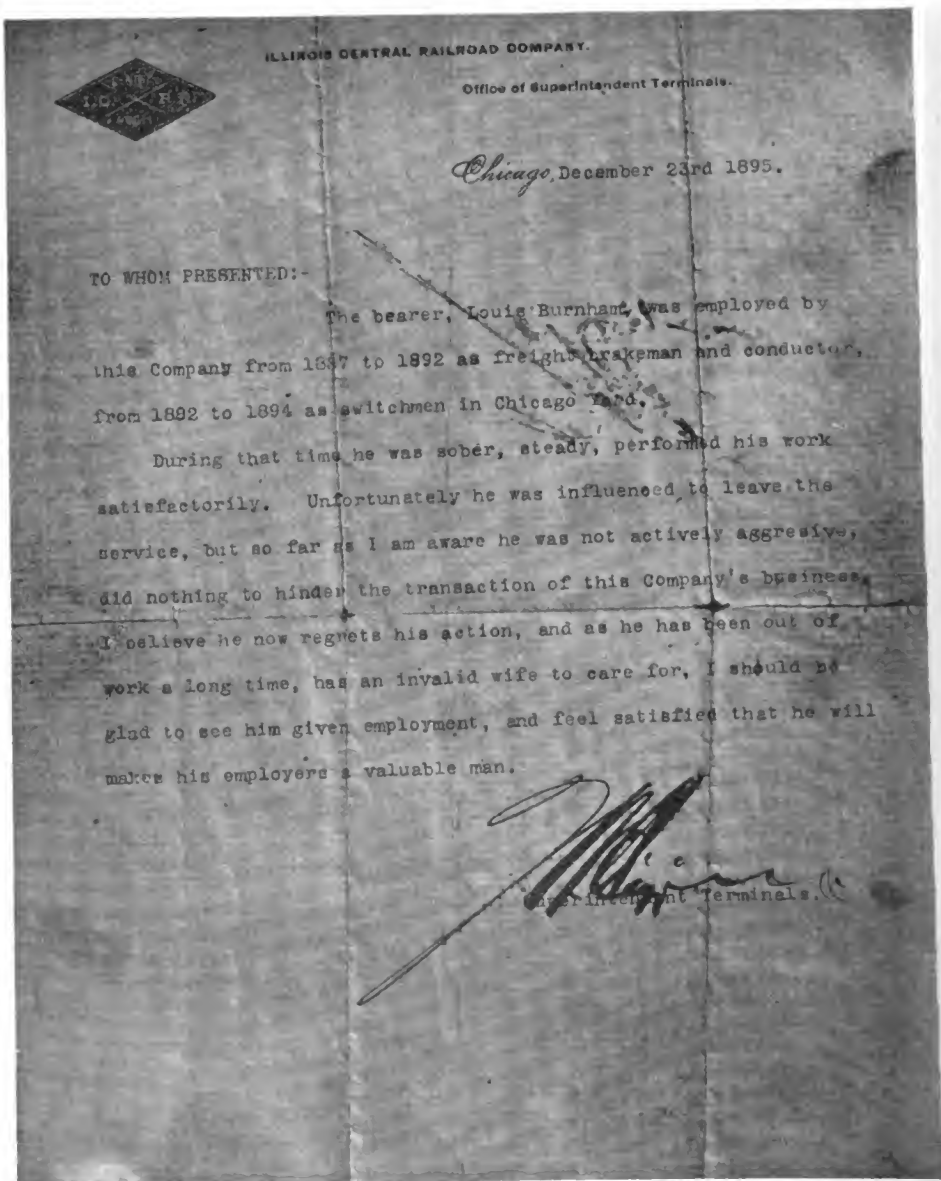 ILLINOIS CENTRAL RAILROAD COMPANY.
Office of Superintendent Terminals.
I.C. R.R.
Chicago, December 23rd 1895.
TO WHOM PRESENTED:-
The bearer, Louis Burnham, was employed by
this Company from 1887 to 1892 as freight brakeman and conductor,
from 1892 to 1894 as switchmen in Chicago Yard.
During that time he was sober, steady, performed his work
satisfactorily. Unfortunately he was influenced to leave the
service, but so far as I am aware he was not actively aggresive,
did nothing to hinder the transaction of this Company's business.
I believe he now regrets his action, and as he has been out of
work a long time, has an invalid wife to care for, I should be
glad to see him given employment, and feel satisfied that he will
makes his employers a valuable man.
Superintendent Terminals.